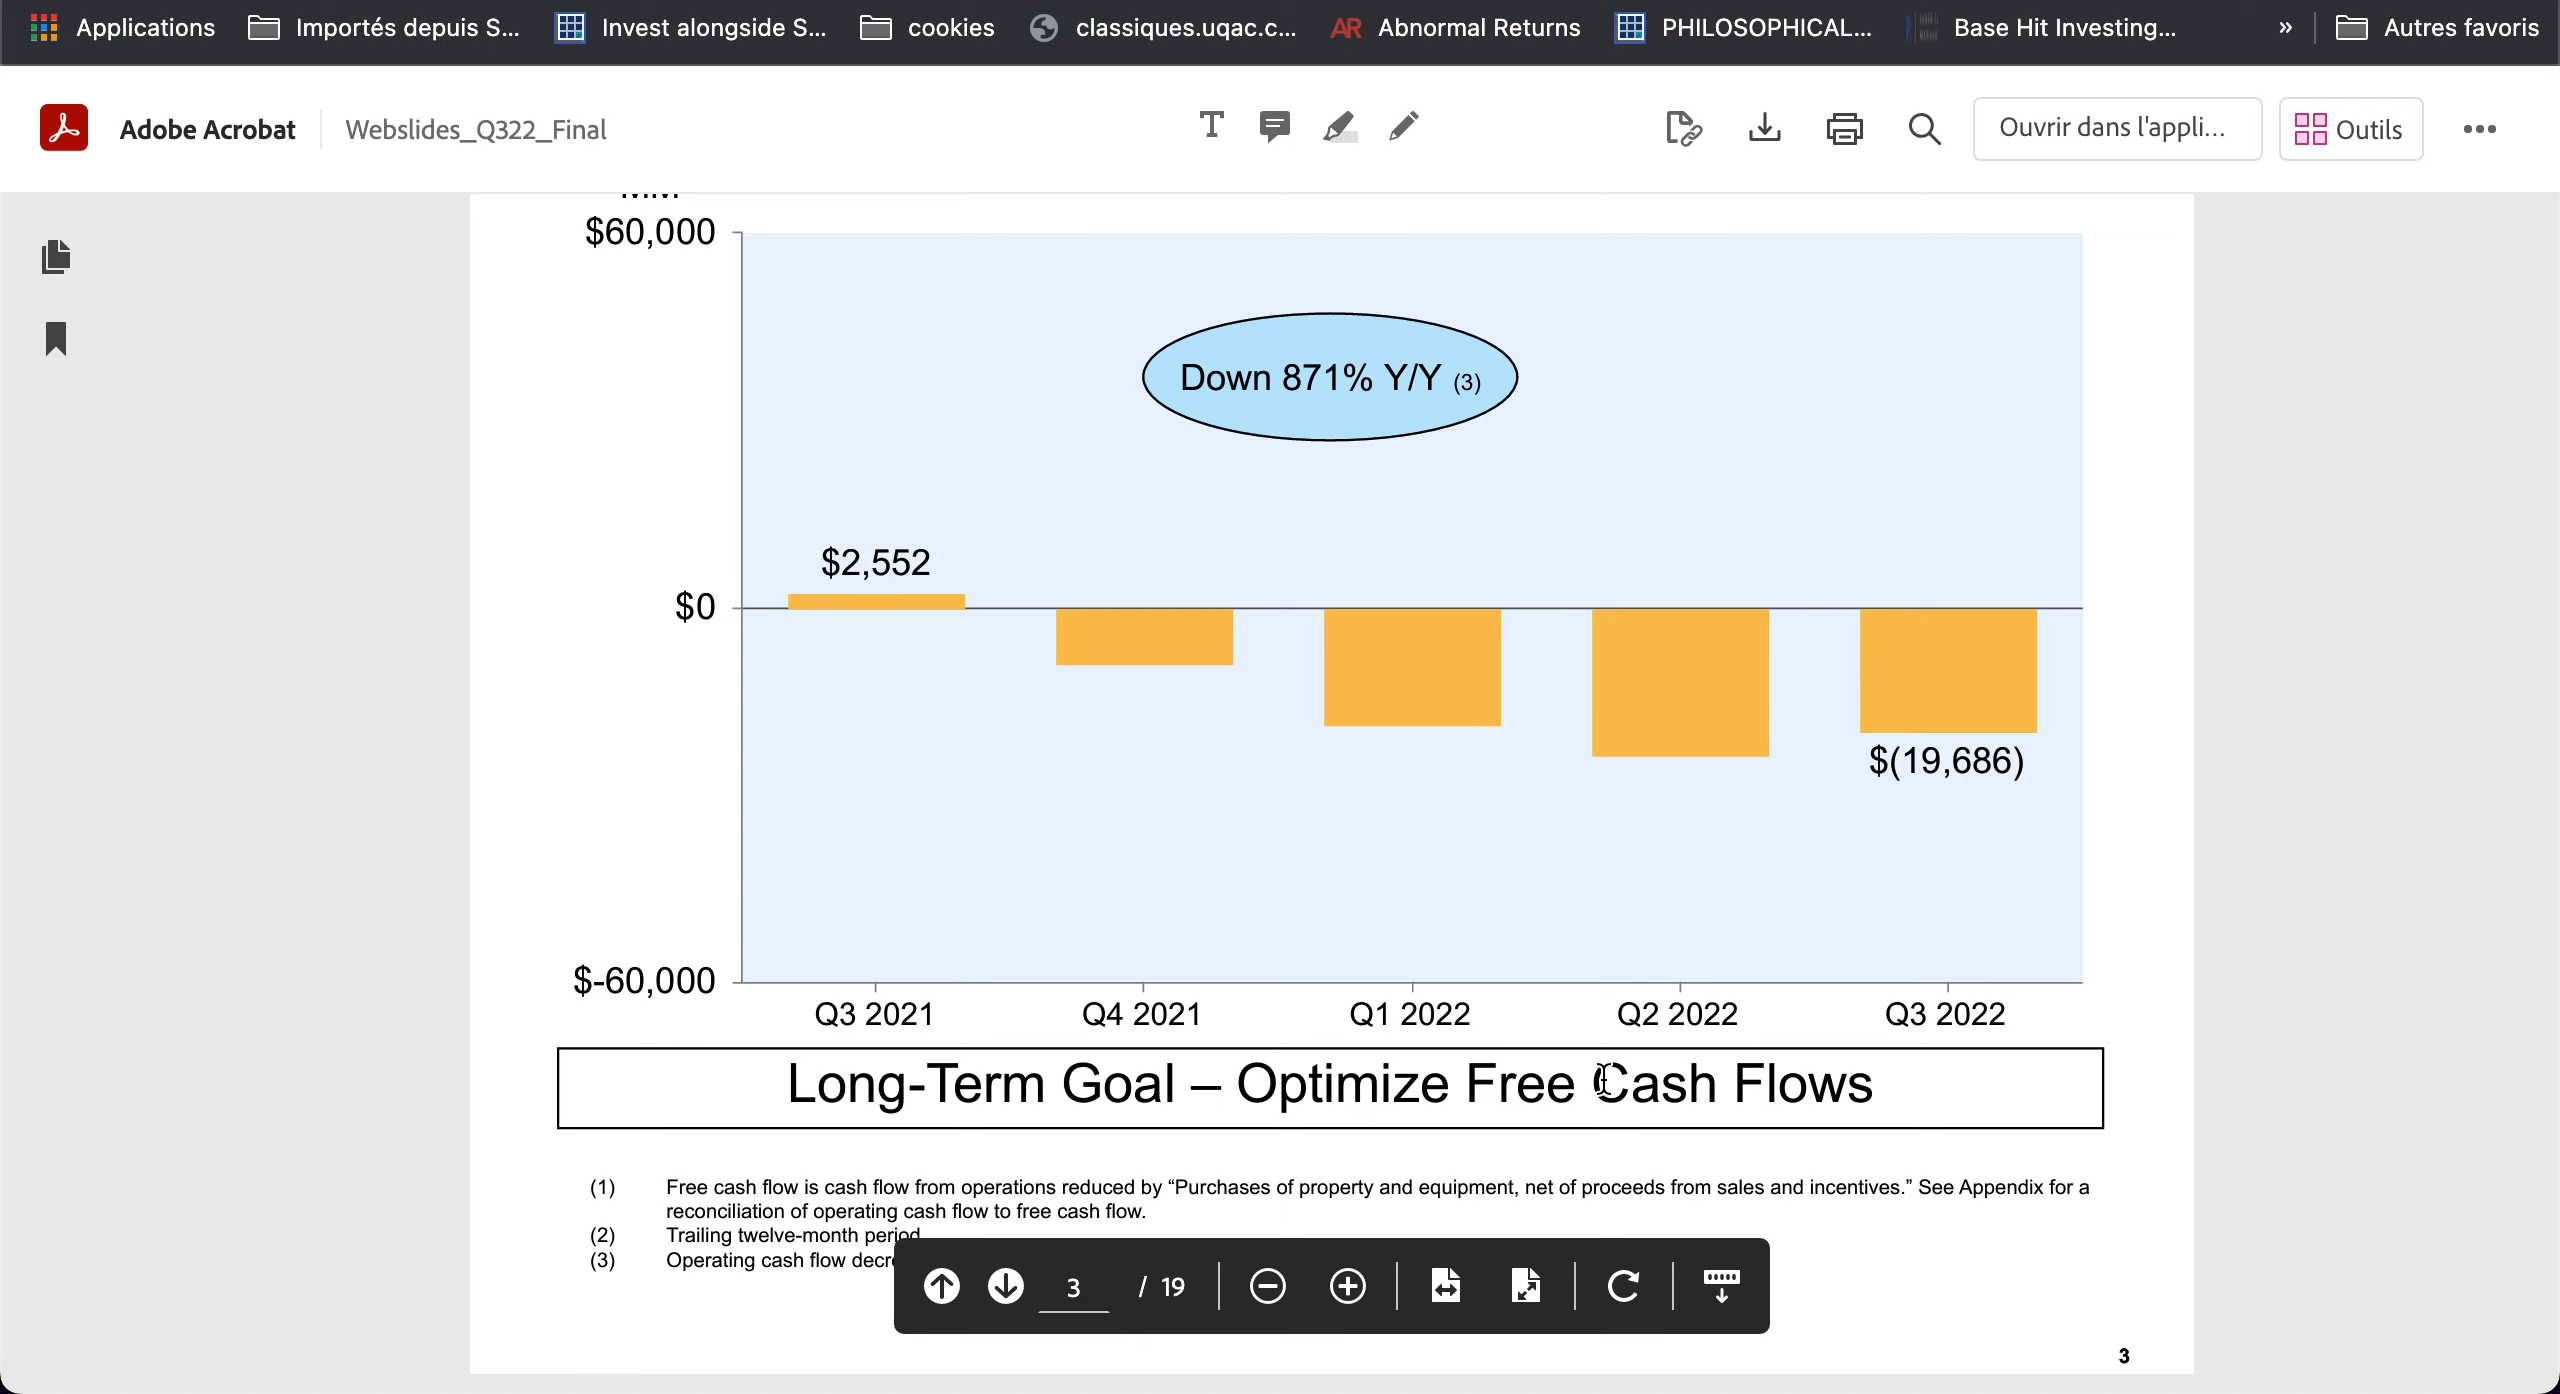 Applications Importés depuis S... Invest alongside S... cookies classiques.uqac.c... AR Abnormal Returns PHILOSOPHICAL... Base Hit Investing... » Autres favoris
Adobe Acrobat Webslides_Q322_Final T Ouvrir dans l'appli... Outils
MM
$60,000
Down 871% Y/Y (3)
$2,552
$0
$(19,686)
$-60,000
Q3 2021 Q4 2021 Q1 2022 Q2 2022 Q3 2022
Long-Term Goal – Optimize Free Cash Flows
(1) Free cash flow is cash flow from operations reduced by “Purchases of property and equipment, net of proceeds from sales and incentives.” See Appendix for a
reconciliation of operating cash flow to free cash flow.
(2) Trailing twelve-month period
(3) Operating cash flow decr
3 / 19
3